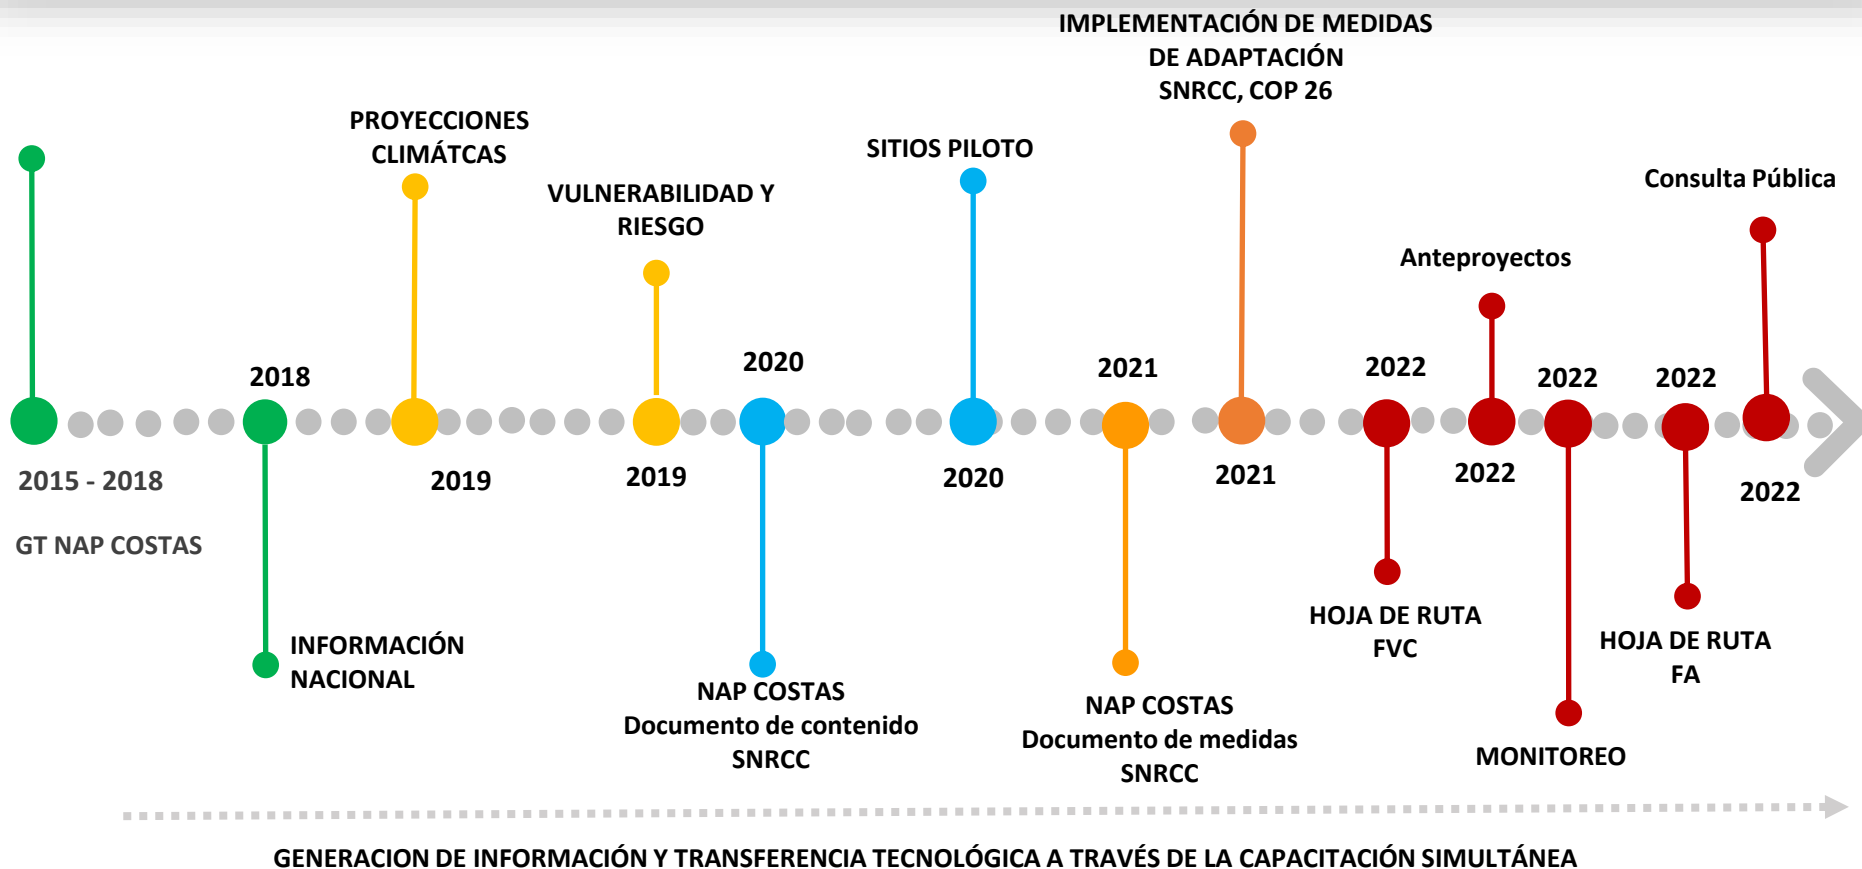 IMPLEMENTACIÓN DE MEDIDAS
DE ADAPTACIÓN
SNRCC, COP 26
PROYECCIONES
CLIMÁTCAS
SITIOS PILOTO
VULNERABILIDAD Y
RIESGO
Consulta Pública
Anteproyectos
2018
2020
2021
2022
2022
2022
2015 - 2018
2019
2019
2020
2021
2022
2022
GT NAP COSTAS
INFORMACIÓN
NACIONAL
NAP COSTAS
Documento de contenido
SNRCC
NAP COSTAS
Documento de medidas
SNRCC
HOJA DE RUTA
FVC
MONITOREO
HOJA DE RUTA
FA
GENERACION DE INFORMACIÓN Y TRANSFERENCIA TECNOLÓGICA A TRAVÉS DE LA CAPACITACIÓN SIMULTÁNEA